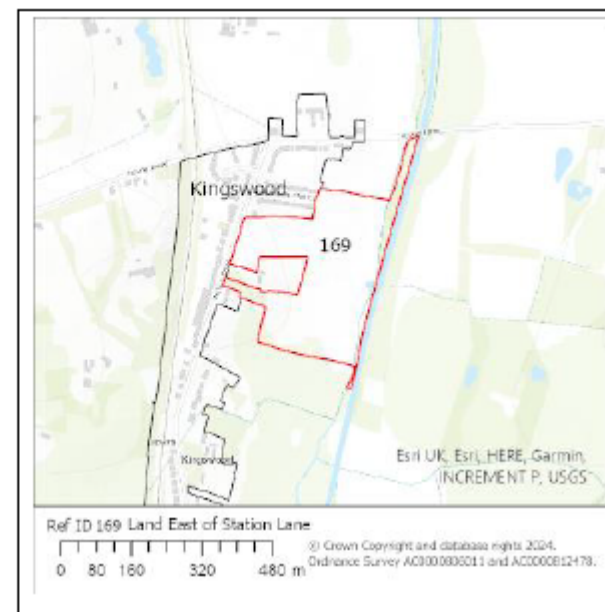 Kingswood
169
Kingswood
Esri UK, Esri, HERE, Garmin,
INCREMENT P, USGS
Ref ID 169 Land East of Station Lane
0 80 160 320 480 m
© Crown Copyright and database rights 2024.
Ordnance Survey AC0000806011 and AC0000812478.